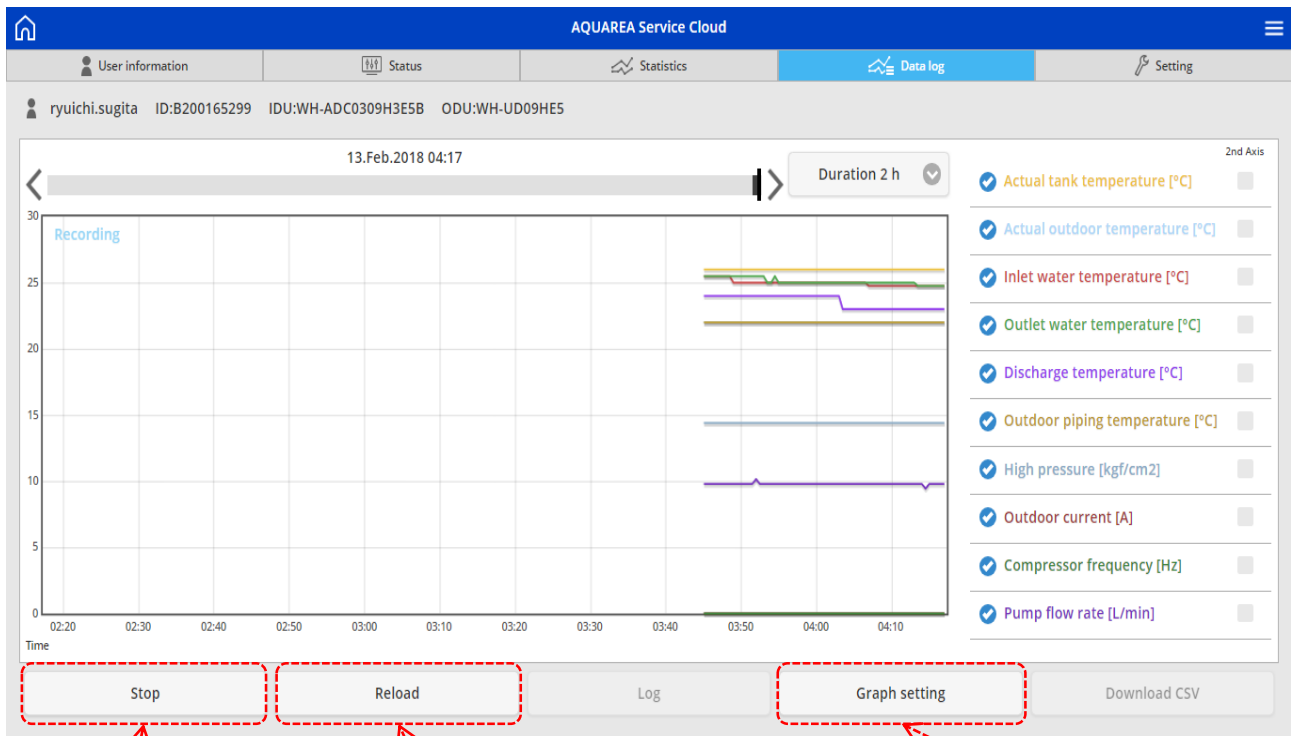 AQUAREA Service Cloud
User information
Status
Statistics
Data log
Setting
ryuichi.sugita ID:B200165299 IDU:WH-ADC0309H3E5B ODU:WH-UD09HE5
13.Feb.2018 04:17
Duration 2 h
2nd Axis
Recording
30
25
20
15
10
5
0
02:20 02:30 02:40 02:50 03:00 03:10 03:20 03:30 03:40 03:50 04:00 04:10
Time
Actual tank temperature [°C]
Actual outdoor temperature [°C]
Inlet water temperature [°C]
Outlet water temperature [°C]
Discharge temperature [°C]
Outdoor piping temperature [°C]
High pressure [kgf/cm2]
Outdoor current [A]
Compressor frequency [Hz]
Pump flow rate [L/min]
Stop
Reload
Log
Graph setting
Download CSV